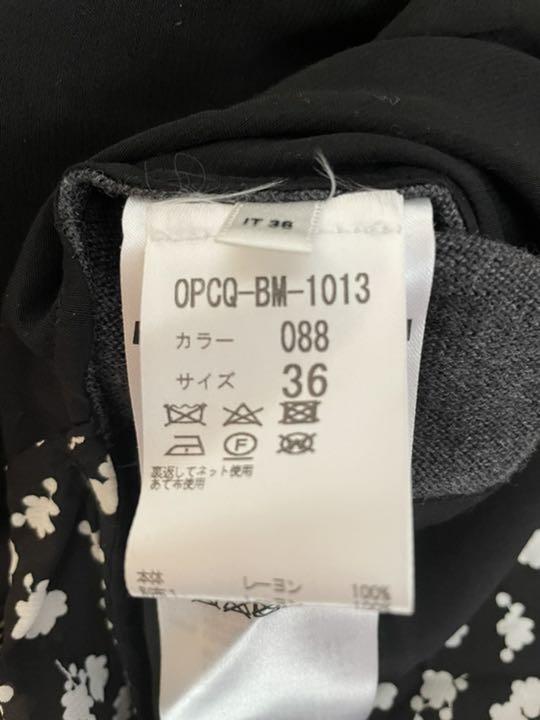 IT 36
OPCQ-BM-1013
カラー 088
サイズ 36
F W
裏返してネット使用
あて布使用
本体 レーヨン 100%
100%